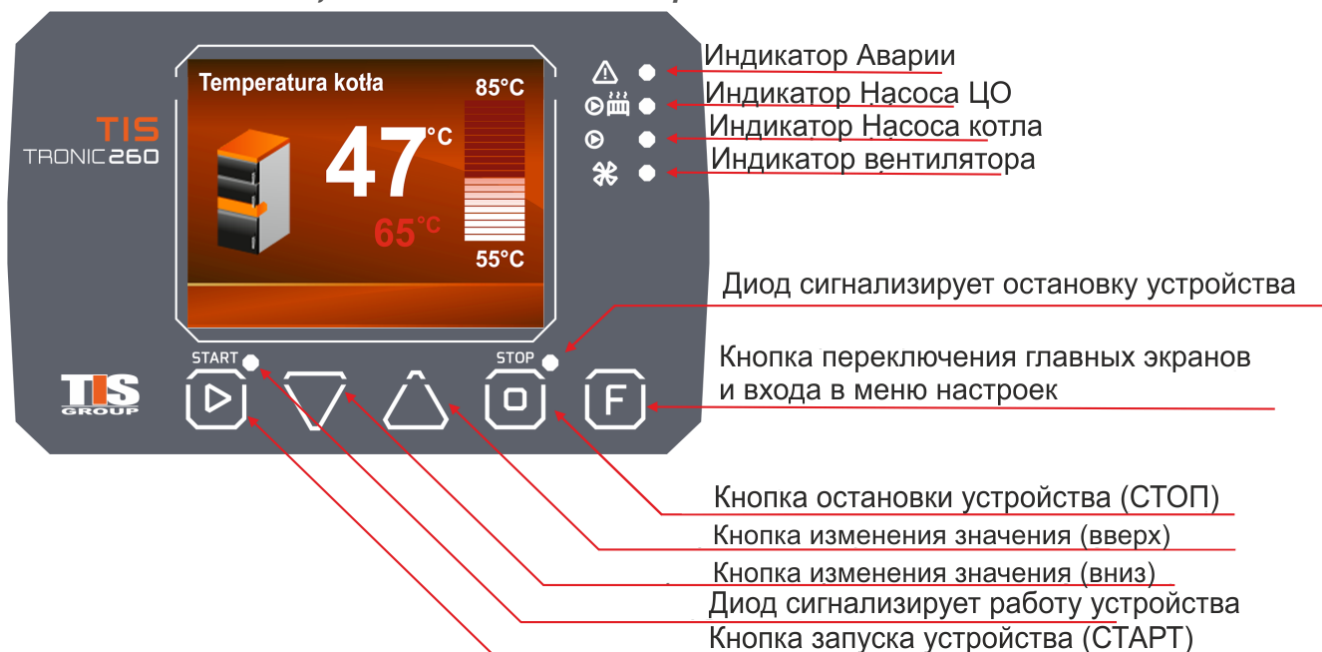 Индикатор Аварии
Temperatura kotła
85°C
Индикатор Насоса ЦО
TIS
47°C
Индикатор Насоса котла
TRONIC 260
Индикатор вентилятора
65°C
55°C
Диод сигнализирует остановку устройства
START
STOP
Кнопка переключения главных экранов
и входа в меню настроек
TIS
GROUP
F
Кнопка остановки устройства (СТОП)
Кнопка изменения значения (вверх)
Кнопка изменения значения (вниз)
Диод сигнализирует работу устройства
Кнопка запуска устройства (СТАРТ)